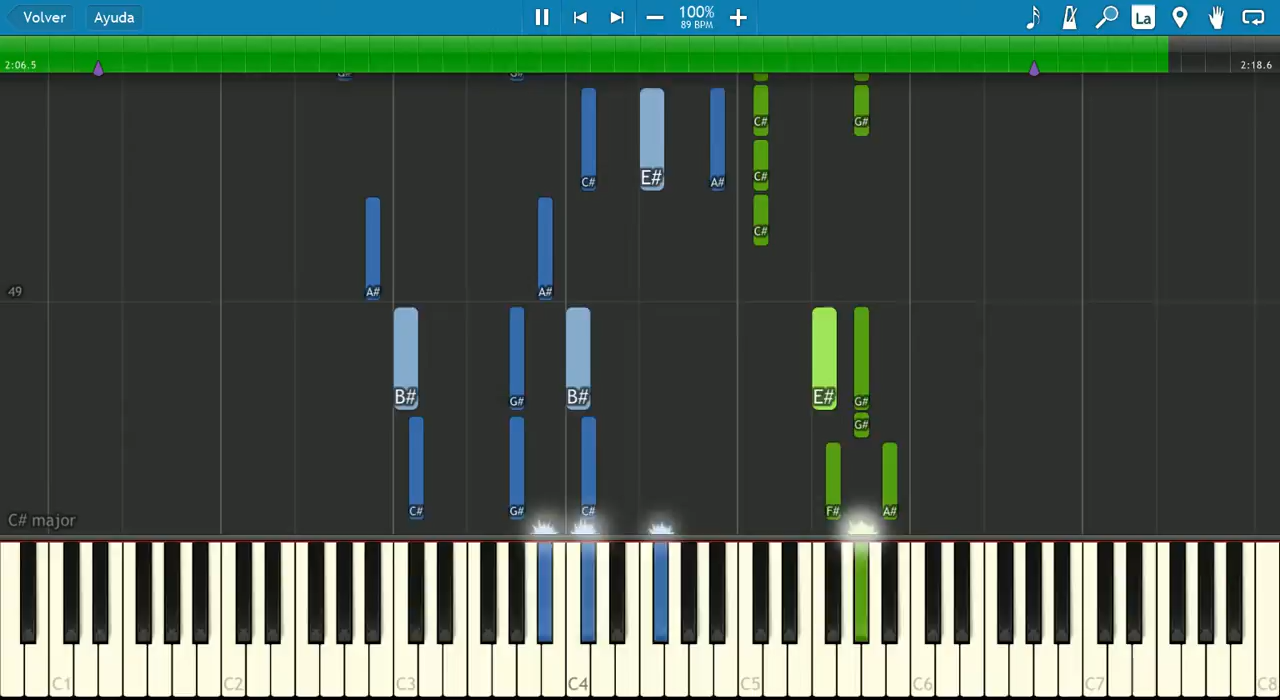 Volver Ayuda 100% La
89 BPM
2:06.5 2:18.6
G# G#
C# G#
C# E# A# C#
C#
49 A# A#
B# G# B# E# G#
G#
C# major C# G# C# F# A#
C1 C2 C3 C4 C5 C6 C7 C8